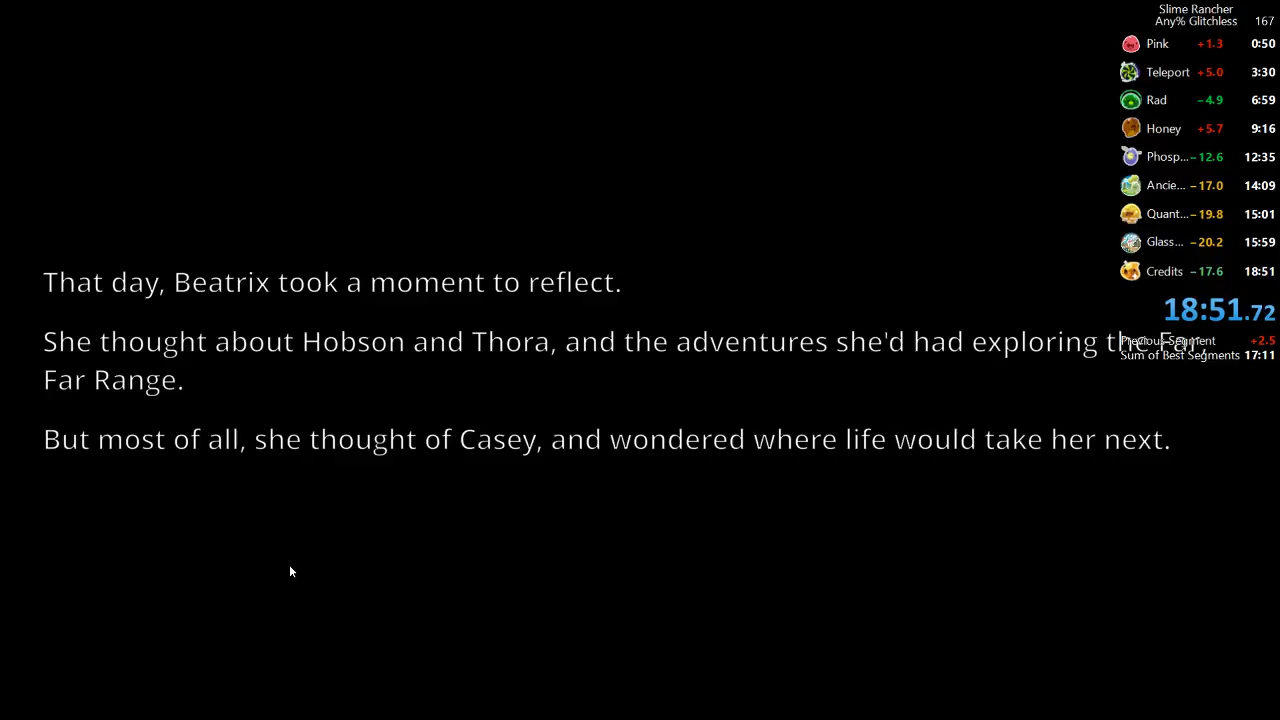 Slime Rancher
Any% Glitchless 167
Pink +1.3 0:50
Teleport +5.0 3:30
Rad -4.9 6:59
Honey +5.7 9:16
Phosp... -12.6 12:35
Ancie... -17.0 14:09
Quant... -19.8 15:01
Glass... -20.2 15:59
Credits -17.6 18:51
18:51.72
Previous Segment +2.5
Sum of Best Segments 17:11
That day, Beatrix took a moment to reflect.
She thought about Hobson and Thora, and the adventures she'd had exploring the Far,
Far Range.
But most of all, she thought of Casey, and wondered where life would take her next.